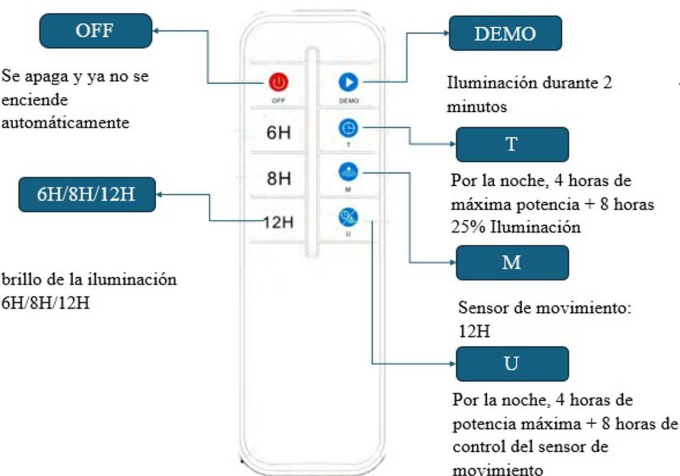 OFF
Se apaga y ya no se
enciende
automáticamente
6H/8H/12H
brillo de la iluminación
6H/8H/12H
OFF
DEMO
6H
T
8H
M
12H
U
DEMO
Iluminación durante 2
minutos
T
Por la noche, 4 horas de
máxima potencia + 8 horas
25% Iluminación
M
Sensor de movimiento:
12H
U
Por la noche, 4 horas de
potencia máxima + 8 horas de
control del sensor de
movimiento